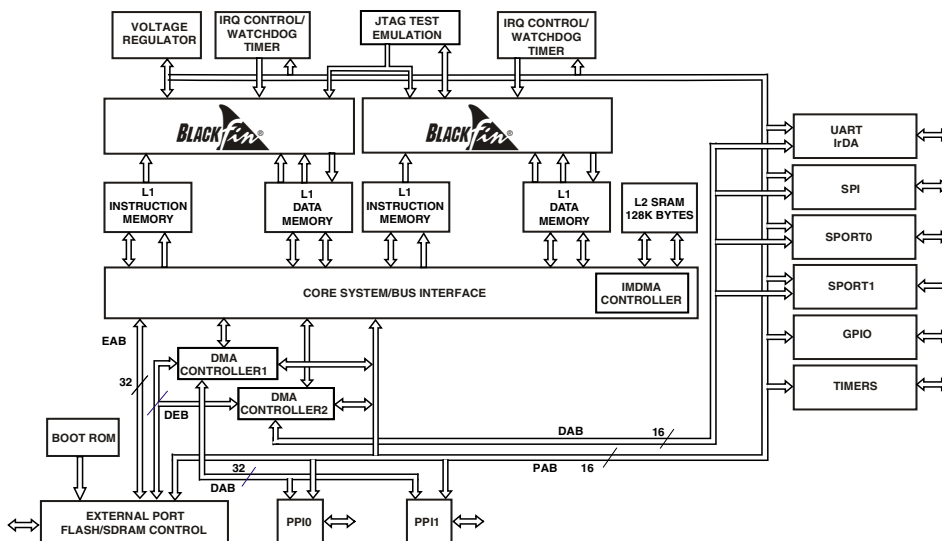 VOLTAGE
REGULATOR
IRQ CONTROL/
WATCHDOG
TIMER
JTAG TEST
EMULATION
IRQ CONTROL/
WATCHDOG
TIMER
BLACKfin®
BLACKfin®
UART
IrDA
L1
INSTRUCTION
MEMORY
L1
DATA
MEMORY
L1
INSTRUCTION
MEMORY
L1
DATA
MEMORY
L2 SRAM
128K BYTES
SPI
SPORT0
CORE SYSTEM/BUS INTERFACE
IMDMA
CONTROLLER
SPORT1
EAB
GPIO
32
DMA
CONTROLLER1
DEB
DMA
CONTROLLER2
TIMERS
BOOT ROM
DAB
16
32
DAB
PAB
16
EXTERNAL PORT
FLASH/SDRAM CONTROL
PPI0
PPI1